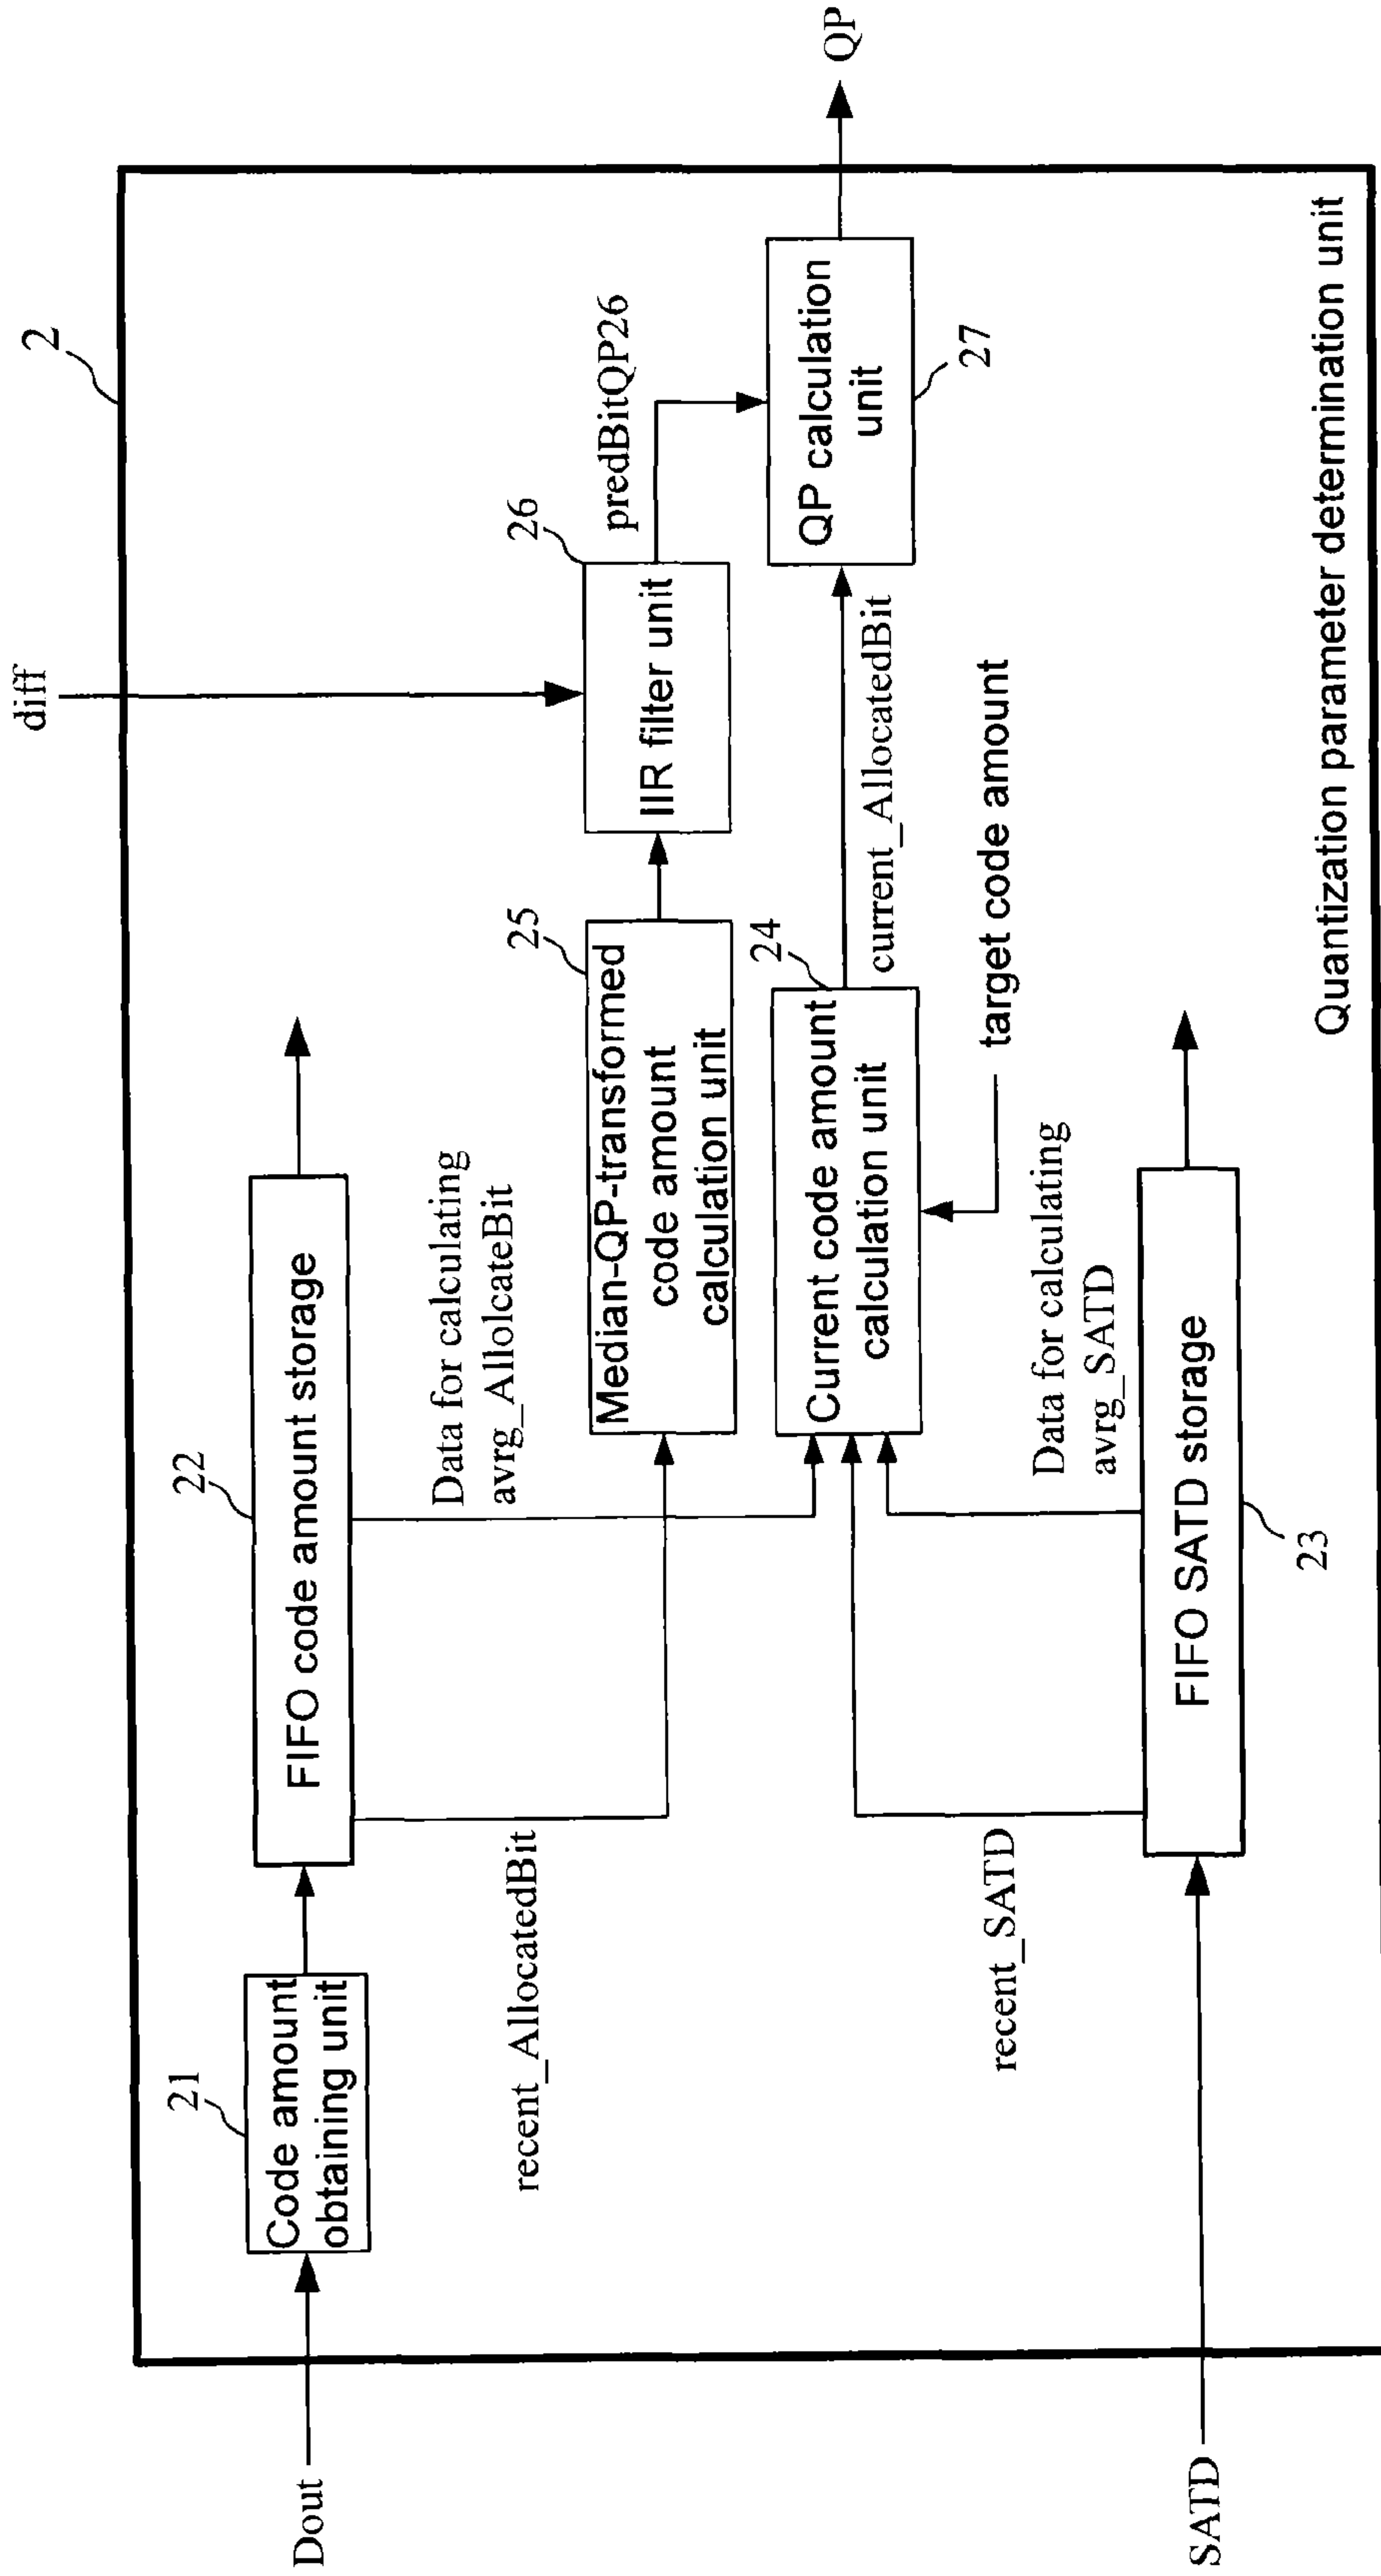 2
diff
Dout
21
Code amount
obtaining unit
22
FIFO code amount storage
recent_AllocatedBit
Data for calculating
avrg_AllolcateBit
25
Median-QP-transformed
code amount
calculation unit
26
IIR filter unit
predBitQP26
24
Current code amount
calculation unit
current_AllocatedBit
target code amount
QP calculation
unit
27
QP
recent_SATD
Data for calculating
avrg_SATD
FIFO SATD storage
23
SATD
Quantization parameter determination unit